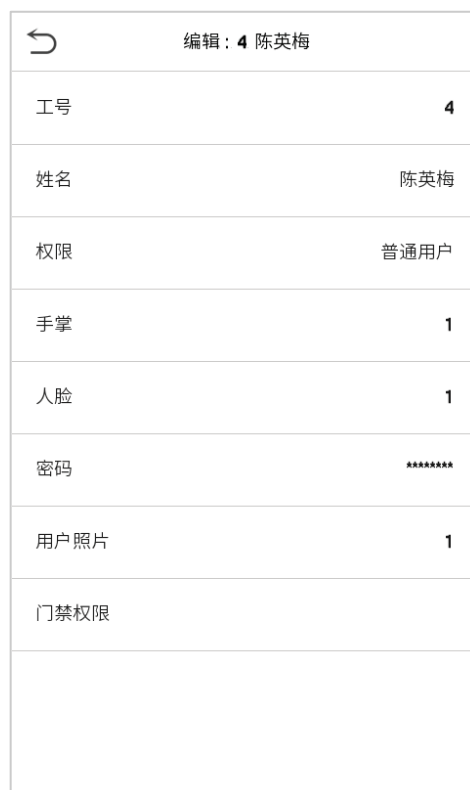 编辑: 4 陈英梅
工号 4
姓名 陈英梅
权限 普通用户
手掌 1
人脸 1
密码 ********
用户照片 1
门禁权限